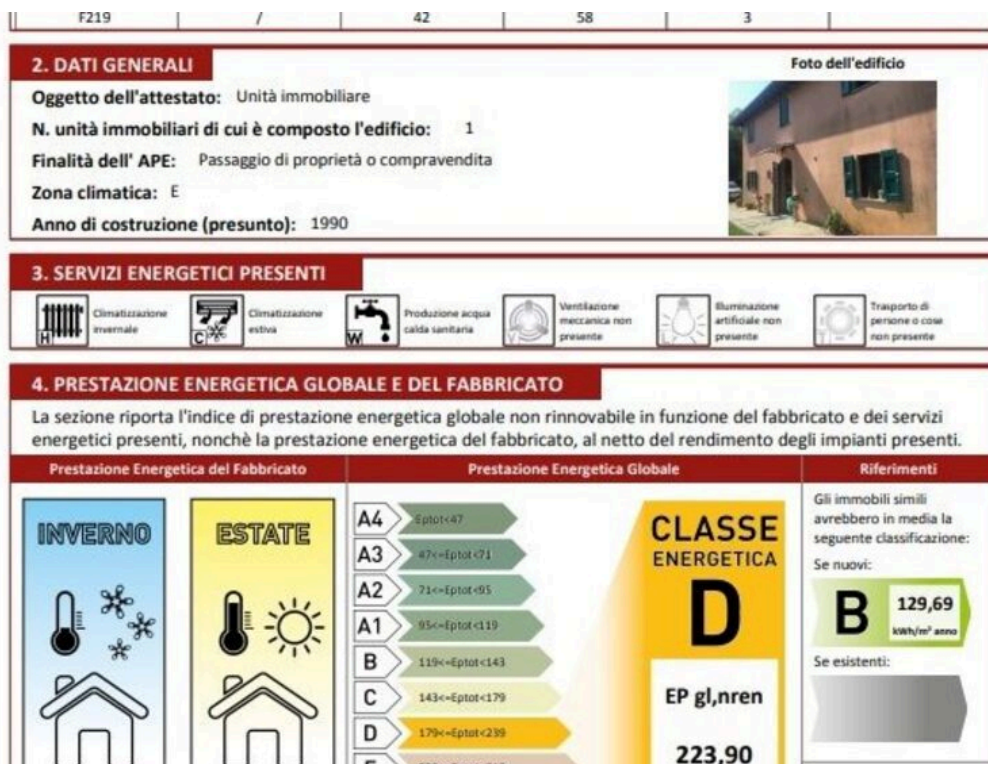 F219 / 42 58 3
2. DATI GENERALI
Foto dell'edificio
Oggetto dell'attestato: Unità immobiliare
N. unità immobiliari di cui è composto l'edificio: 1
Finalità dell' APE: Passaggio di proprietà o compravendita
Zona climatica: E
Anno di costruzione (presunto): 1990
3. SERVIZI ENERGETICI PRESENTI
H
Climatizzazione
invernale
C
Climatizzazione
estiva
W
Produzione acqua
calda sanitaria
Ventilazione
meccanica non
presente
Illuminazione
artificiale non
presente
Trasporto di
persone o cose
non presente
4. PRESTAZIONE ENERGETICA GLOBALE E DEL FABBRICATO
La sezione riporta l'indice di prestazione energetica globale non rinnovabile in funzione del fabbricato e dei servizi
energetici presenti, nonchè la prestazione energetica del fabbricato, al netto del rendimento degli impianti presenti.
Prestazione Energetica del Fabbricato
Prestazione Energetica Globale
Riferimenti
INVERNO
ESTATE
A4 Eptot<47
A3 47<=Eptot<71
A2 71<=Eptot<95
A1 95<=Eptot<119
B 119<=Eptot<143
C 143<=Eptot<179
D 179<=Eptot<239
CLASSE
ENERGETICA
D
EP gl,nren
223,90
Gli immobili simili
avrebbero in media la
seguente classificazione:
Se nuovi:
B 129,69
kWh/m² anno
Se esistenti: